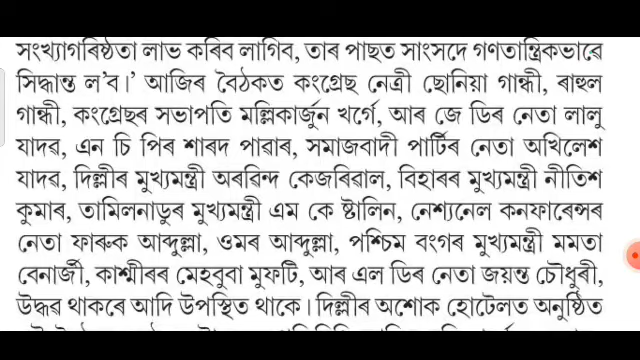 সংখ্যাগৰিষ্ঠতা লাভ কৰিব লাগিব, তাৰ পাছত সাংসদে গণতান্ত্ৰিকভাৱে
সিদ্ধান্ত ল'ব।' আজিৰ বৈঠকত কংগ্ৰেছ নেত্ৰী ছোনিয়া গান্ধী, ৰাহুল
গান্ধী, কংগ্ৰেছৰ সভাপতি মল্লিকাৰ্জুন খৰ্গে, আৰ জে ডিৰ নেতা লালু
যাদৱ, এন চি পিৰ শাৰদ পাৱাৰ, সমাজবাদী পাৰ্টিৰ নেতা অখিলেশ
যাদৱ, দিল্লীৰ মুখ্যমন্ত্ৰী অৰবিন্দ কেজৰিৱাল, বিহাৰৰ মুখ্যমন্ত্ৰী নীতিশ
কুমাৰ, তামিলনাডুৰ মুখ্যমন্ত্ৰী এম কে ষ্টালিন, নেশ্যনেল কনফাৰেন্সৰ
নেতা ফাৰুক আব্দুল্লা, ওমৰ আব্দুল্লা, পশ্চিম বংগৰ মুখ্যমন্ত্ৰী মমতা
বেনাৰ্জী, কাশ্মীৰৰ মেহবুবা মুফটি, আৰ এল ডিৰ নেতা জয়ন্ত চৌধুৰী,
উদ্ধৱ থাকৰে আদি উপস্থিত থাকে। দিল্লীৰ অশোক হোটেলত অনুষ্ঠিত